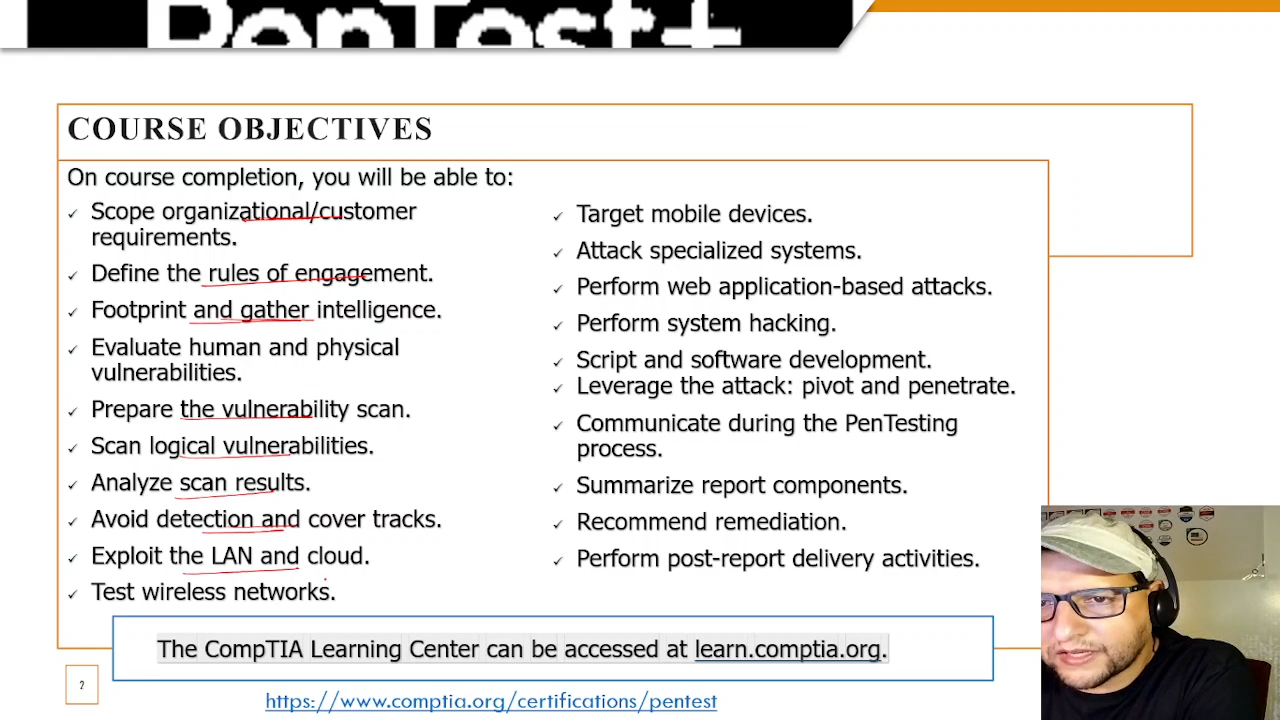 PenTest+
COURSE OBJECTIVES
On course completion, you will be able to:
✓ Scope organizational/customer
requirements.
✓ Define the rules of engagement.
✓ Footprint and gather intelligence.
✓ Evaluate human and physical
vulnerabilities.
✓ Prepare the vulnerability scan.
✓ Scan logical vulnerabilities.
✓ Analyze scan results.
✓ Avoid detection and cover tracks.
✓ Exploit the LAN and cloud.
✓ Test wireless networks.
✓ Target mobile devices.
✓ Attack specialized systems.
✓ Perform web application-based attacks.
✓ Perform system hacking.
✓ Script and software development.
✓ Leverage the attack: pivot and penetrate.
✓ Communicate during the PenTesting
process.
✓ Summarize report components.
✓ Recommend remediation.
✓ Perform post-report delivery activities.
The CompTIA Learning Center can be accessed at learn.comptia.org.
?
https://www.comptia.org/certifications/pentest